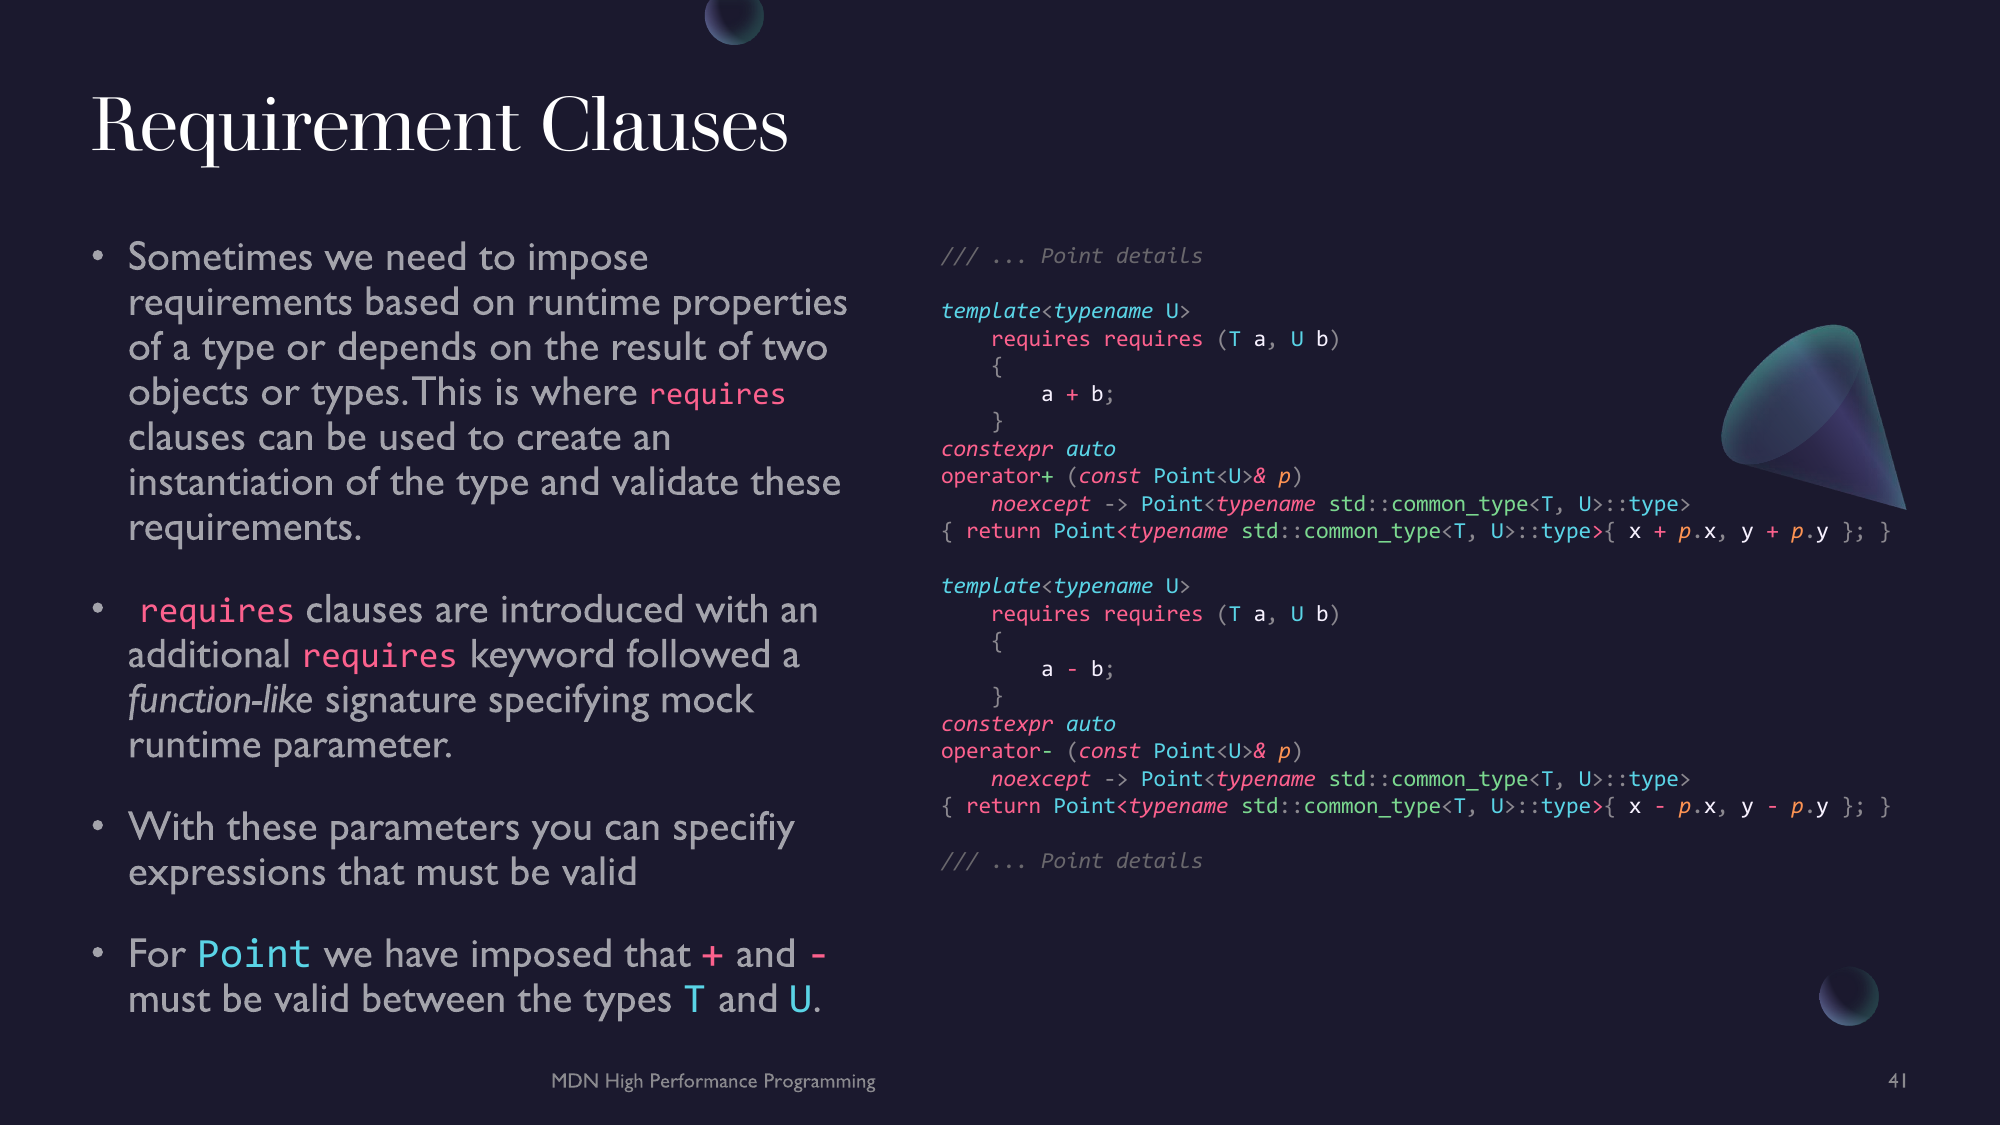 Requirement Clauses
• Sometimes we need to impose
requirements based on runtime properties
of a type or depends on the result of two
objects or types. This is where requires
clauses can be used to create an
instantiation of the type and validate these
requirements.
• requires clauses are introduced with an
additional requires keyword followed a
function-like signature specifying mock
runtime parameter.
• With these parameters you can specifiy
expressions that must be valid
• For Point we have imposed that + and -
must be valid between the types T and U.
/// ... Point details
template<typename U>
    requires requires (T a, U b)
    {
        a + b;
    }
constexpr auto
operator+ (const Point<U>& p)
    noexcept -> Point<typename std::common_type<T, U>::type>
{ return Point<typename std::common_type<T, U>::type>{ x + p.x, y + p.y }; }
template<typename U>
    requires requires (T a, U b)
    {
        a - b;
    }
constexpr auto
operator- (const Point<U>& p)
    noexcept -> Point<typename std::common_type<T, U>::type>
{ return Point<typename std::common_type<T, U>::type>{ x - p.x, y - p.y }; }
/// ... Point details
MDN High Performance Programming
41